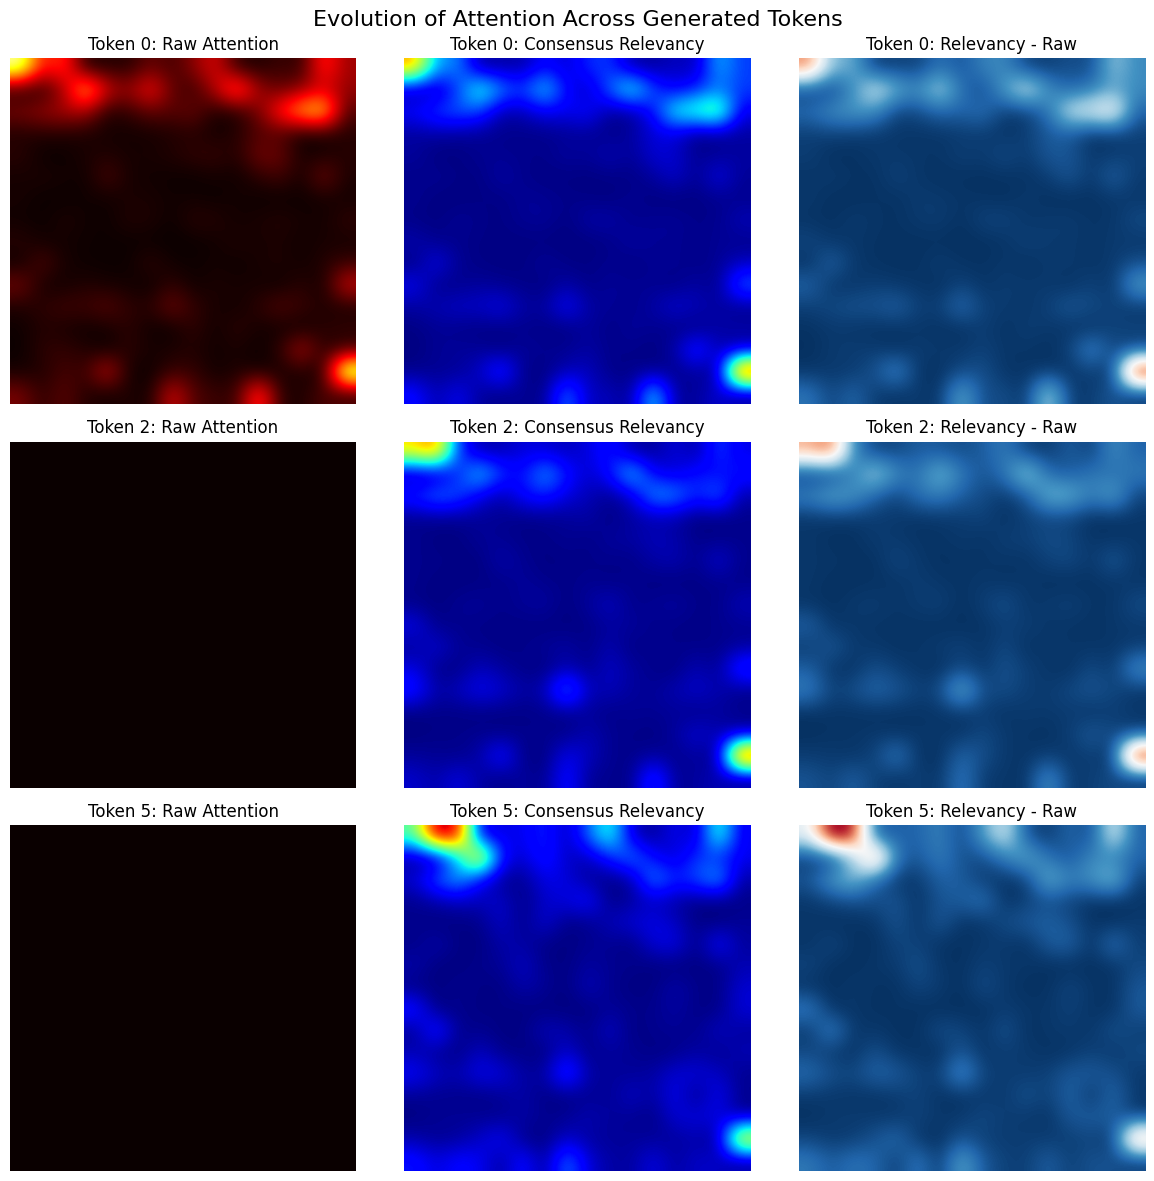 Evolution of Attention Across Generated Tokens
Token 0: Raw Attention
Token 0: Consensus Relevancy
Token 0: Relevancy - Raw
Token 2: Raw Attention
Token 2: Consensus Relevancy
Token 2: Relevancy - Raw
Token 5: Raw Attention
Token 5: Consensus Relevancy
Token 5: Relevancy - Raw